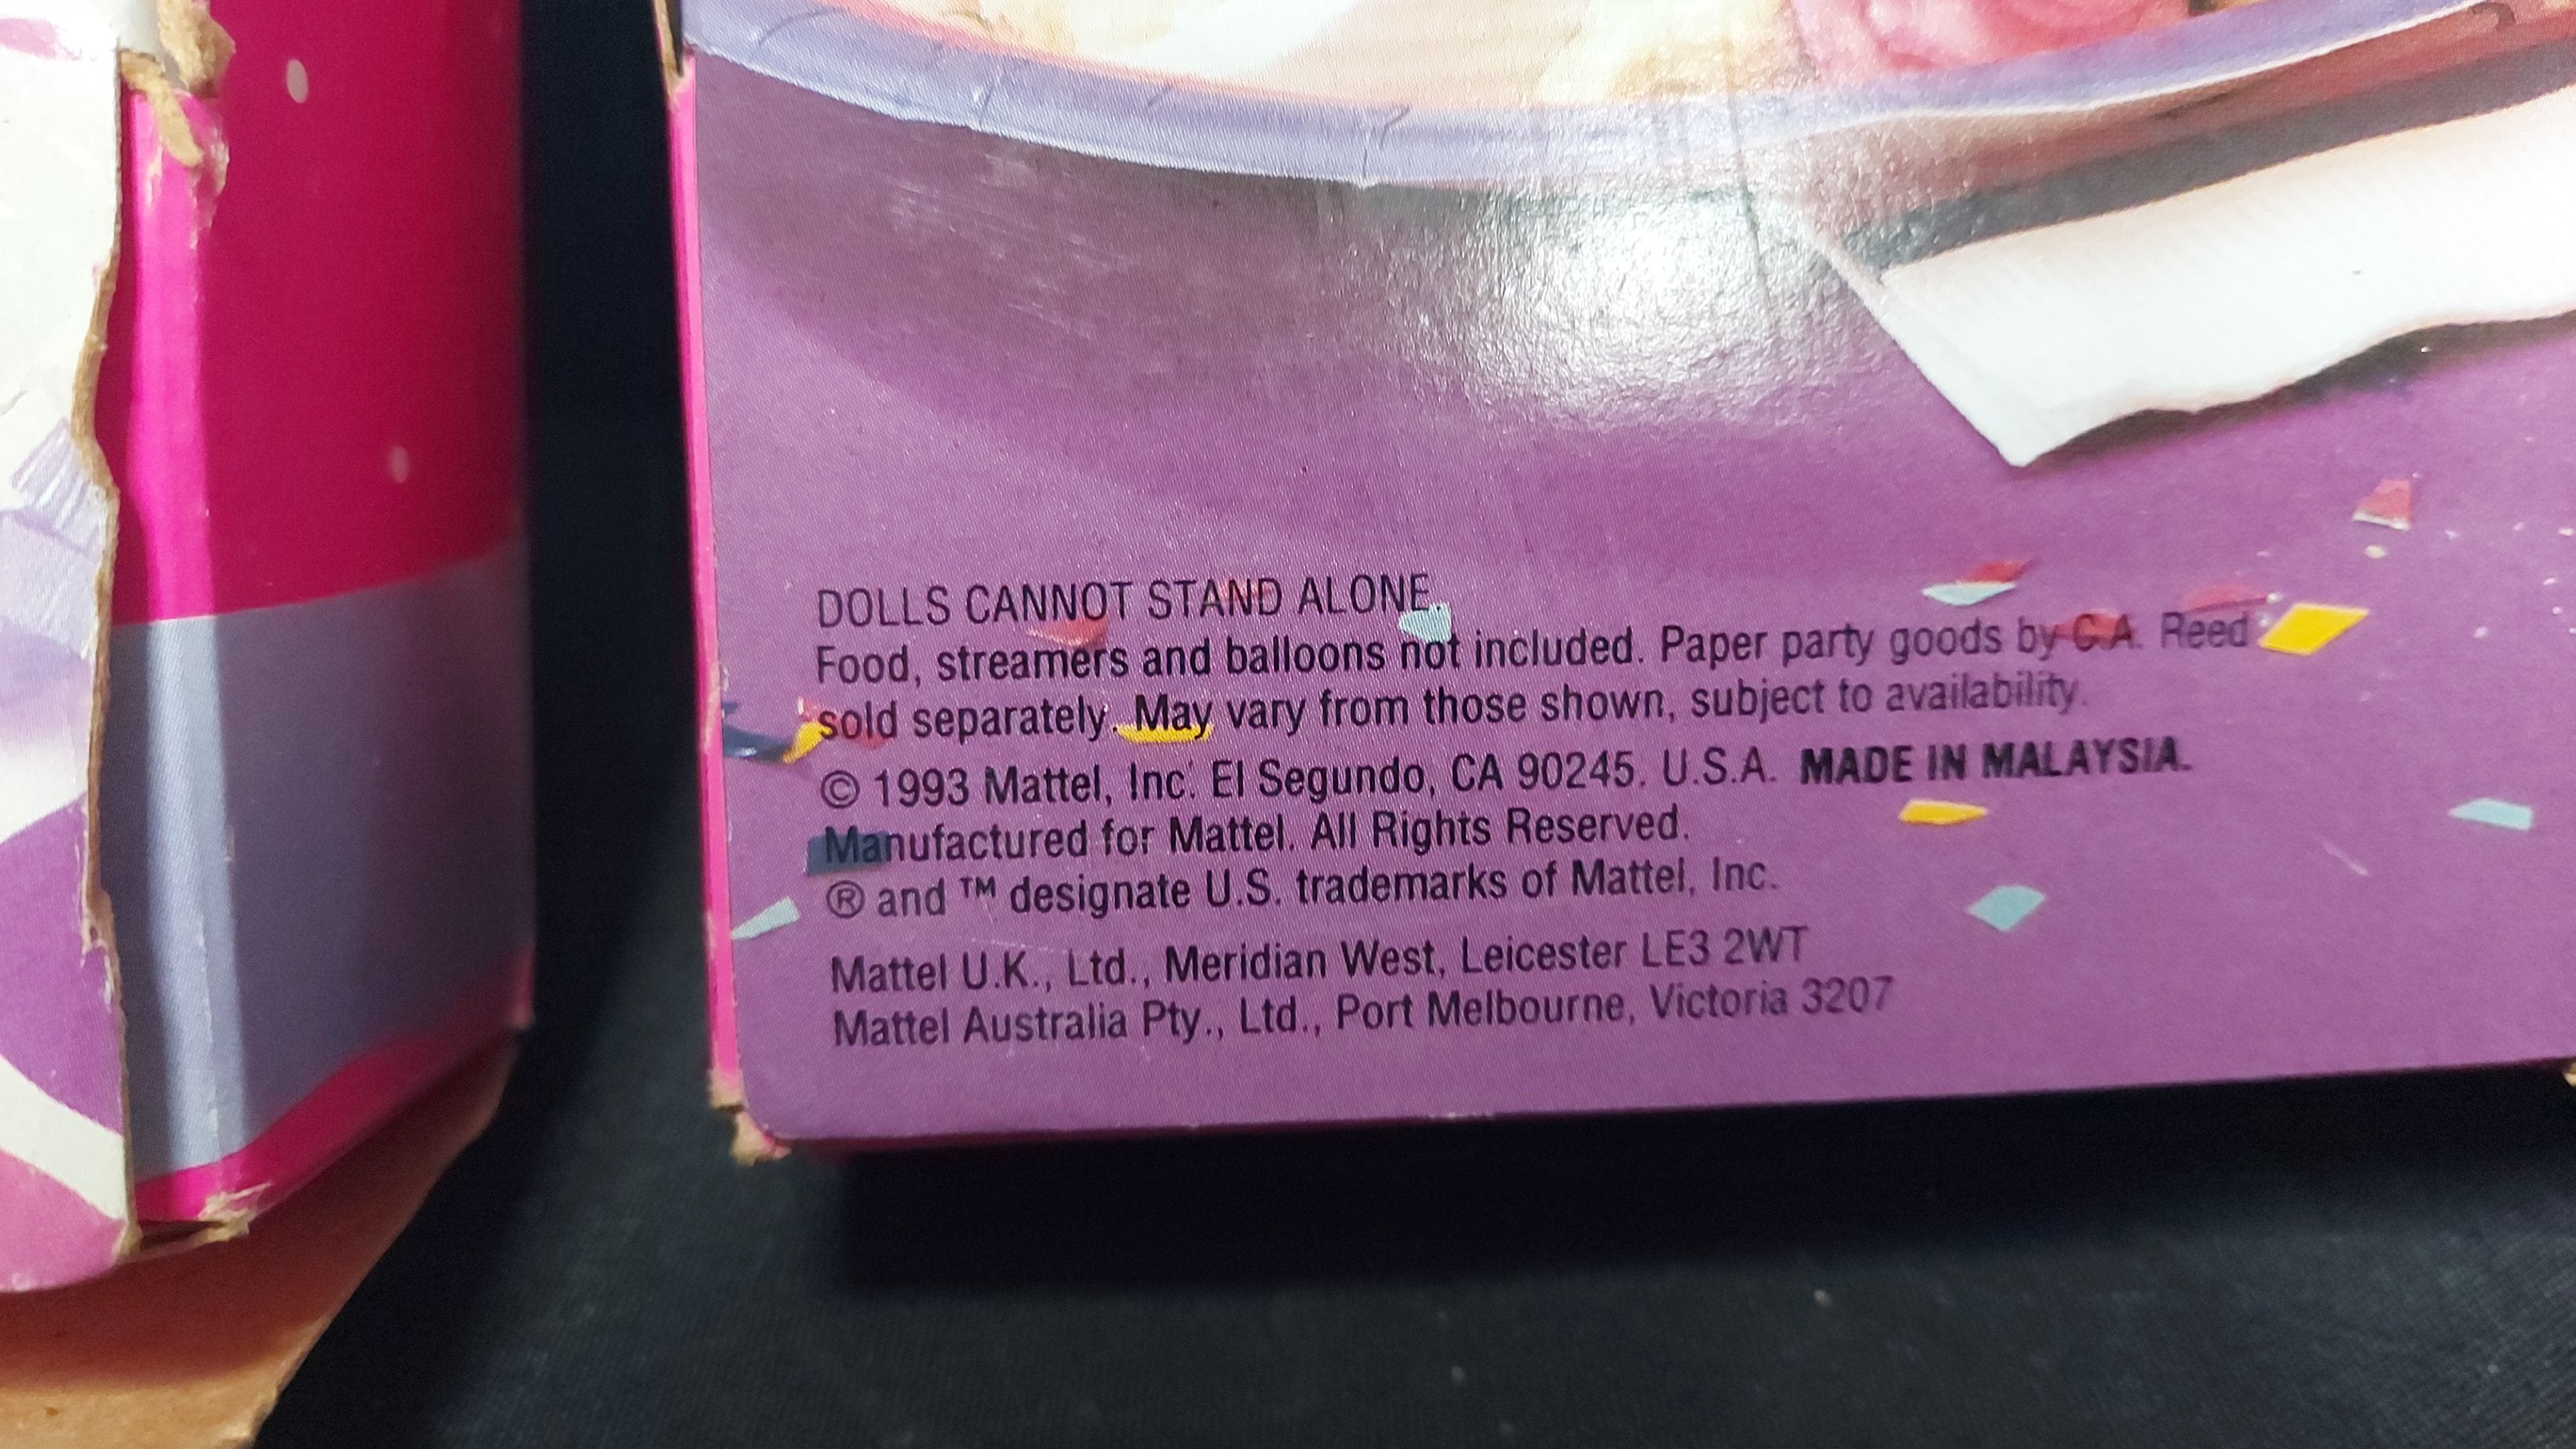 DOLLS CANNOT STAND ALONE.
Food, streamers and balloons not included. Paper party goods by C.A. Reed
sold separately. May vary from those shown, subject to availability.
© 1993 Mattel, Inc. El Segundo, CA 90245. U.S.A. MADE IN MALAYSIA.
Manufactured for Mattel. All Rights Reserved.
® and ™ designate U.S. trademarks of Mattel, Inc.
Mattel U.K., Ltd., Meridian West, Leicester LE3 2WT
Mattel Australia Pty., Ltd., Port Melbourne, Victoria 3207